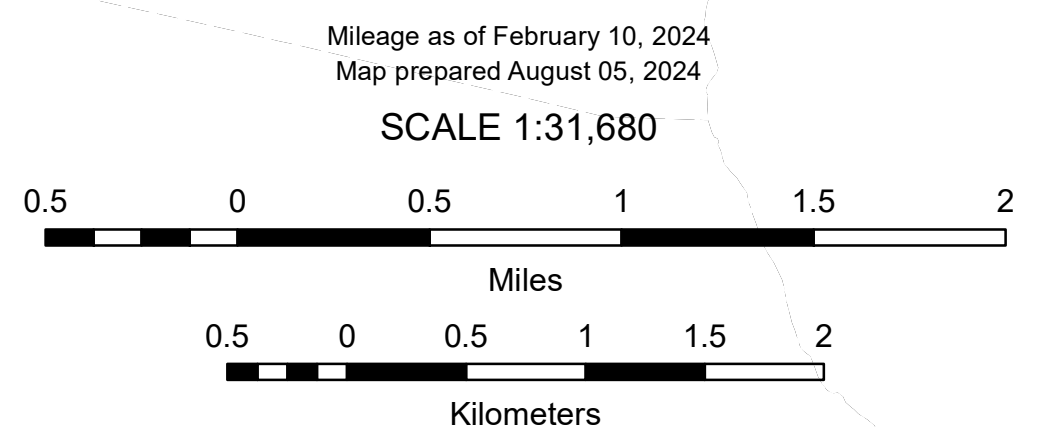 Mileage as of February 10, 2024
Map prepared August 05, 2024
SCALE 1:31,680
0.5 0 0.5 1 1.5 2
Miles
0.5 0 0.5 1 1.5 2
Kilometers